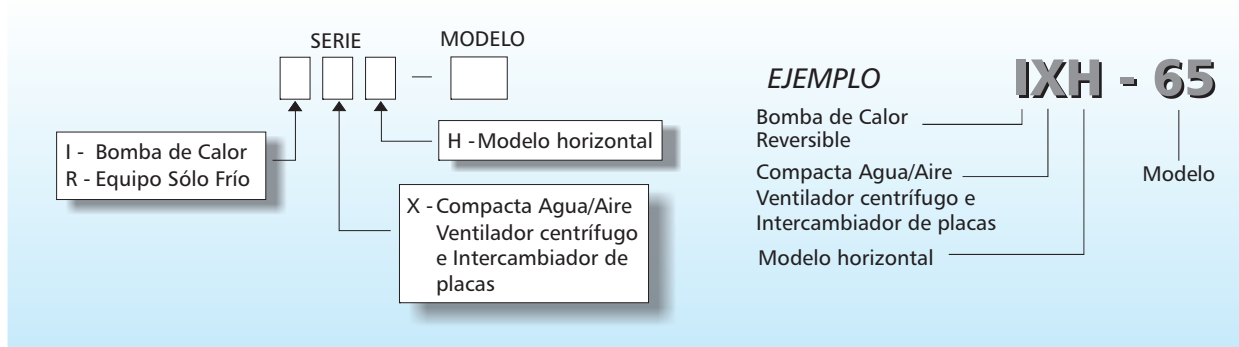 SERIE
MODELO
I - Bomba de Calor
R - Equipo Sólo Frío
H - Modelo horizontal
X - Compacta Agua/Aire
Ventilador centrífugo
e Intercambiador de
placas
EJEMPLO
IXH - 65
Bomba de Calor
Reversible
Compacta Agua/Aire
Ventilador centrífugo e
Intercambiador de placas
Modelo horizontal
Modelo